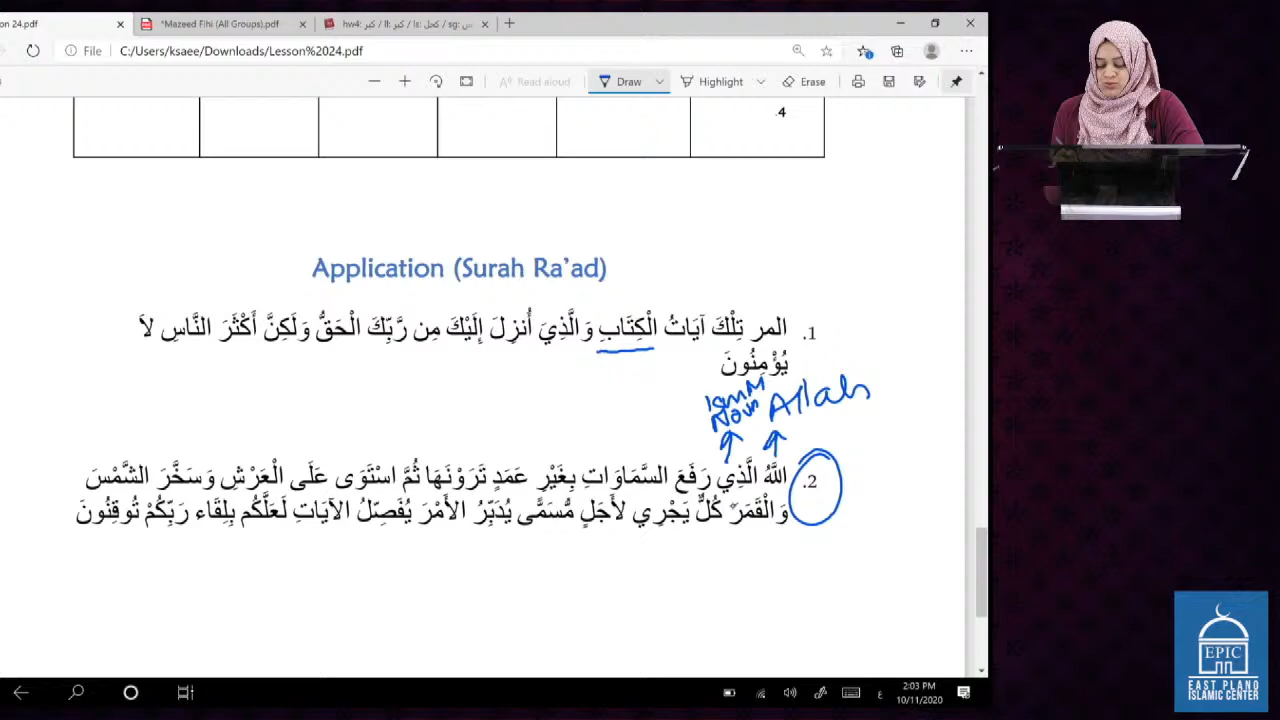 on 24.pdf
*Mazeed Fihi (All Groups).pdf
File
C:/Users/ksaee/Downloads/Lesson%2024.pdf
Read aloud
Draw
Highlight
Erase
.4
Application (Surah Ra’ad)
.1 المر تِلْكَ آيَاتُ الْكِتَابِ وَالَّذِيَ أُنزِلَ إِلَيْكَ مِن رَّبِّكَ الْحَقُّ وَلَكِنَّ أَكْثَرَ النَّاسِ لاَ
يُؤْمِنُونَ
Allah
.2 اللَّهُ الَّذِي رَفَعَ السَّمَاوَاتِ بِغَيْرِ عَمَدٍ تَرَوْنَهَا ثُمَّ اسْتَوَى عَلَى الْعَرْشِ وَسَخَّرَ الشَّمْسَ
وَالْقَمَرَ كُلٌّ يَجْرِي لأَجَلٍ مُّسَمًّى يُدَبِّرُ الأَمْرَ يُفَصِّلُ الآيَاتِ لَعَلَّكُم بِلِقَاء رَبِّكُمْ تُوقِنُونَ
EPIC
EAST PLANO
ISLAMIC CENTER
ع
2:03 PM
10/11/2020